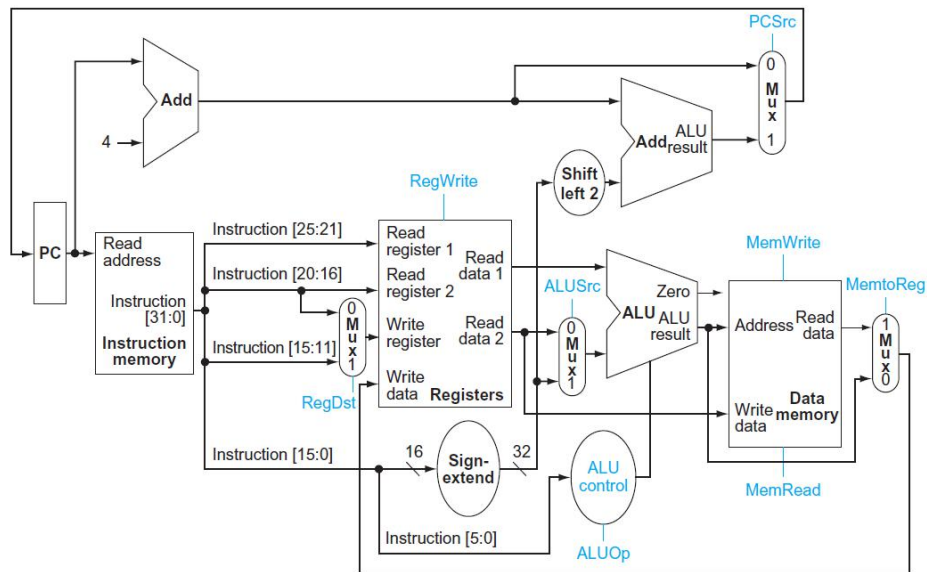 PCSrc
Add
4
0
M
u
x
1
Add
ALU
result
Shift
left 2
RegWrite
PC
Read
address
Instruction
[31:0]
Instruction
memory
Instruction [25:21]
Instruction [20:16]
Instruction [15:11]
Instruction [15:0]
Instruction [5:0]
0
M
u
x
1
RegDst
Read
register 1
Read
register 2
Write
register
Write
data
Read
data 1
Read
data 2
Registers
16
Sign-
extend
32
ALUSrc
0
M
u
x
1
Zero
ALU
ALU
result
ALU
control
ALUOp
MemWrite
Address
Read
data
Write
data
Data
memory
MemRead
MemtoReg
1
M
u
x
0